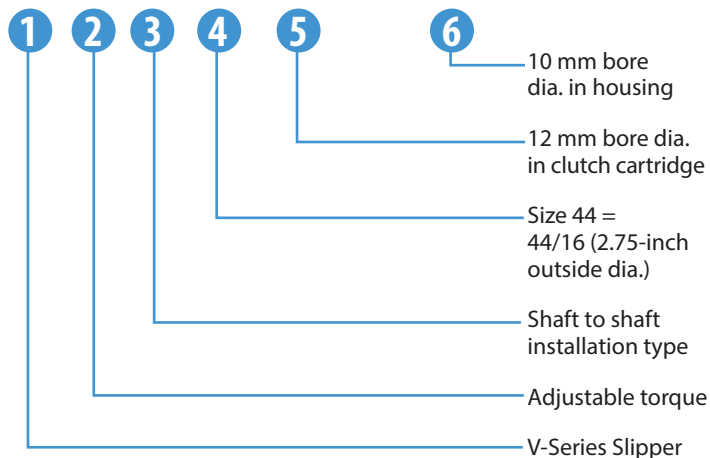 1 2 3 4 5 6
10 mm bore
dia. in housing
12 mm bore dia.
in clutch cartridge
Size 44 =
44/16 (2.75-inch
outside dia.)
Shaft to shaft
installation type
Adjustable torque
V-Series Slipper